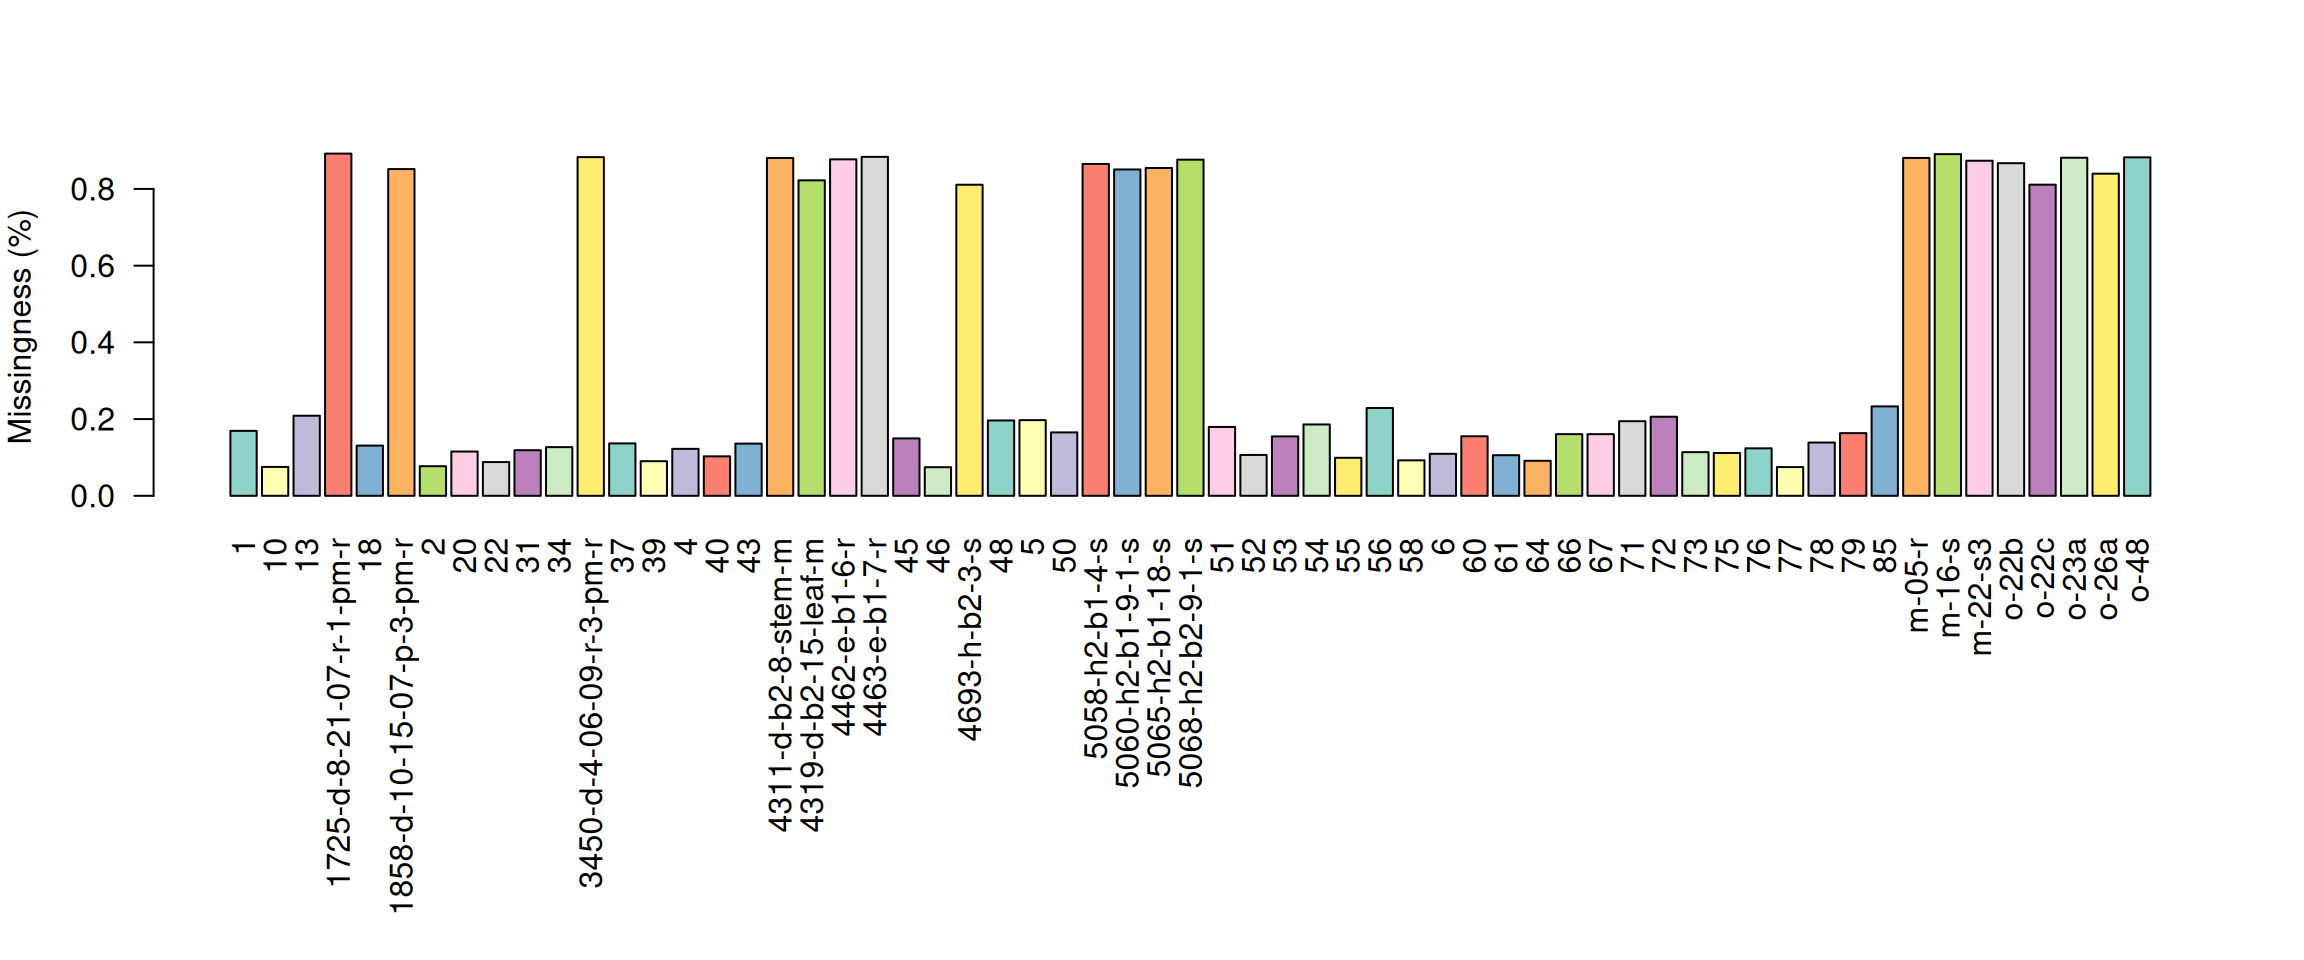 Missingness (%)
0.8
0.6
0.4
0.2
0.0
1
10
13
1725-d-8-21-07-r-1-pm-r
18
1858-d-10-15-07-p-3-pm-r
2
20
22
31
34
3450-d-4-06-09-r-3-pm-r
37
39
4
40
43
4311-d-b2-8-stem-m
4319-d-b2-15-leaf-m
4462-e-b1-6-r
4463-e-b1-7-r
45
46
4693-h-b2-3-s
48
5
50
5058-h2-b1-4-s
5060-h2-b1-9-1-s
5065-h2-b1-18-s
5068-h2-b2-9-1-s
51
52
53
54
55
56
58
6
60
61
64
66
67
71
72
73
75
76
77
78
79
85
m-05-r
m-16-s
m-22-s3
o-22b
o-22c
o-23a
o-26a
o-48